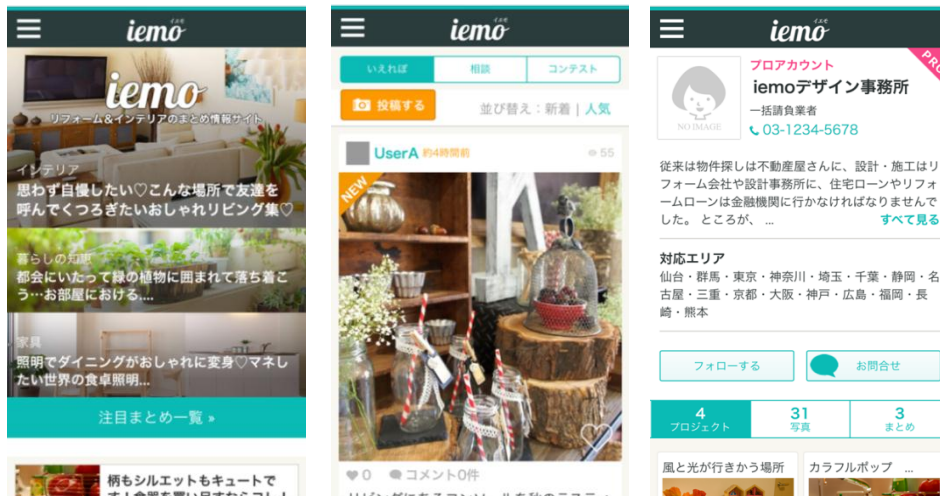 iemo
イエモ
iemo
リフォーム&インテリアのまとめ情報サイト
インテリア
思わず自慢したい♡こんな場所で友達を
呼んでくつろぎたいおしゃれリビング集♡
暮らしの知恵
都会にいたって緑の植物に囲まれて落ち着こ
う…お部屋における....
家具
照明でダイニングがおしゃれに変身♡マネし
たい世界の食卓照明...
注目まとめ一覧 »
柄もシルエットもキュートで
iemo
イエモ
いえれぽ
相談
コンテスト
投稿する
並び替え：新着 | 人気
UserA 約4時間前
55
NEW
0
コメント0件
iemo
イエモ
PRO
NO IMAGE
プロアカウント
iemoデザイン事務所
一括請負業者
03-1234-5678
従来は物件探しは不動産屋さんに、設計・施工はリ
フォーム会社や設計事務所に、住宅ローンやリフォ
ームローンは金融機関に行かなければなりませんで
した。 ところが、 ...
すべて見る
対応エリア
仙台・群馬・東京・神奈川・埼玉・千葉・静岡・名
古屋・三重・京都・大阪・神戸・広島・福岡・長
崎・熊本
フォローする
お問合せ
4
プロジェクト
31
写真
3
まとめ
風と光が行きかう場所
カラフルポップ ...